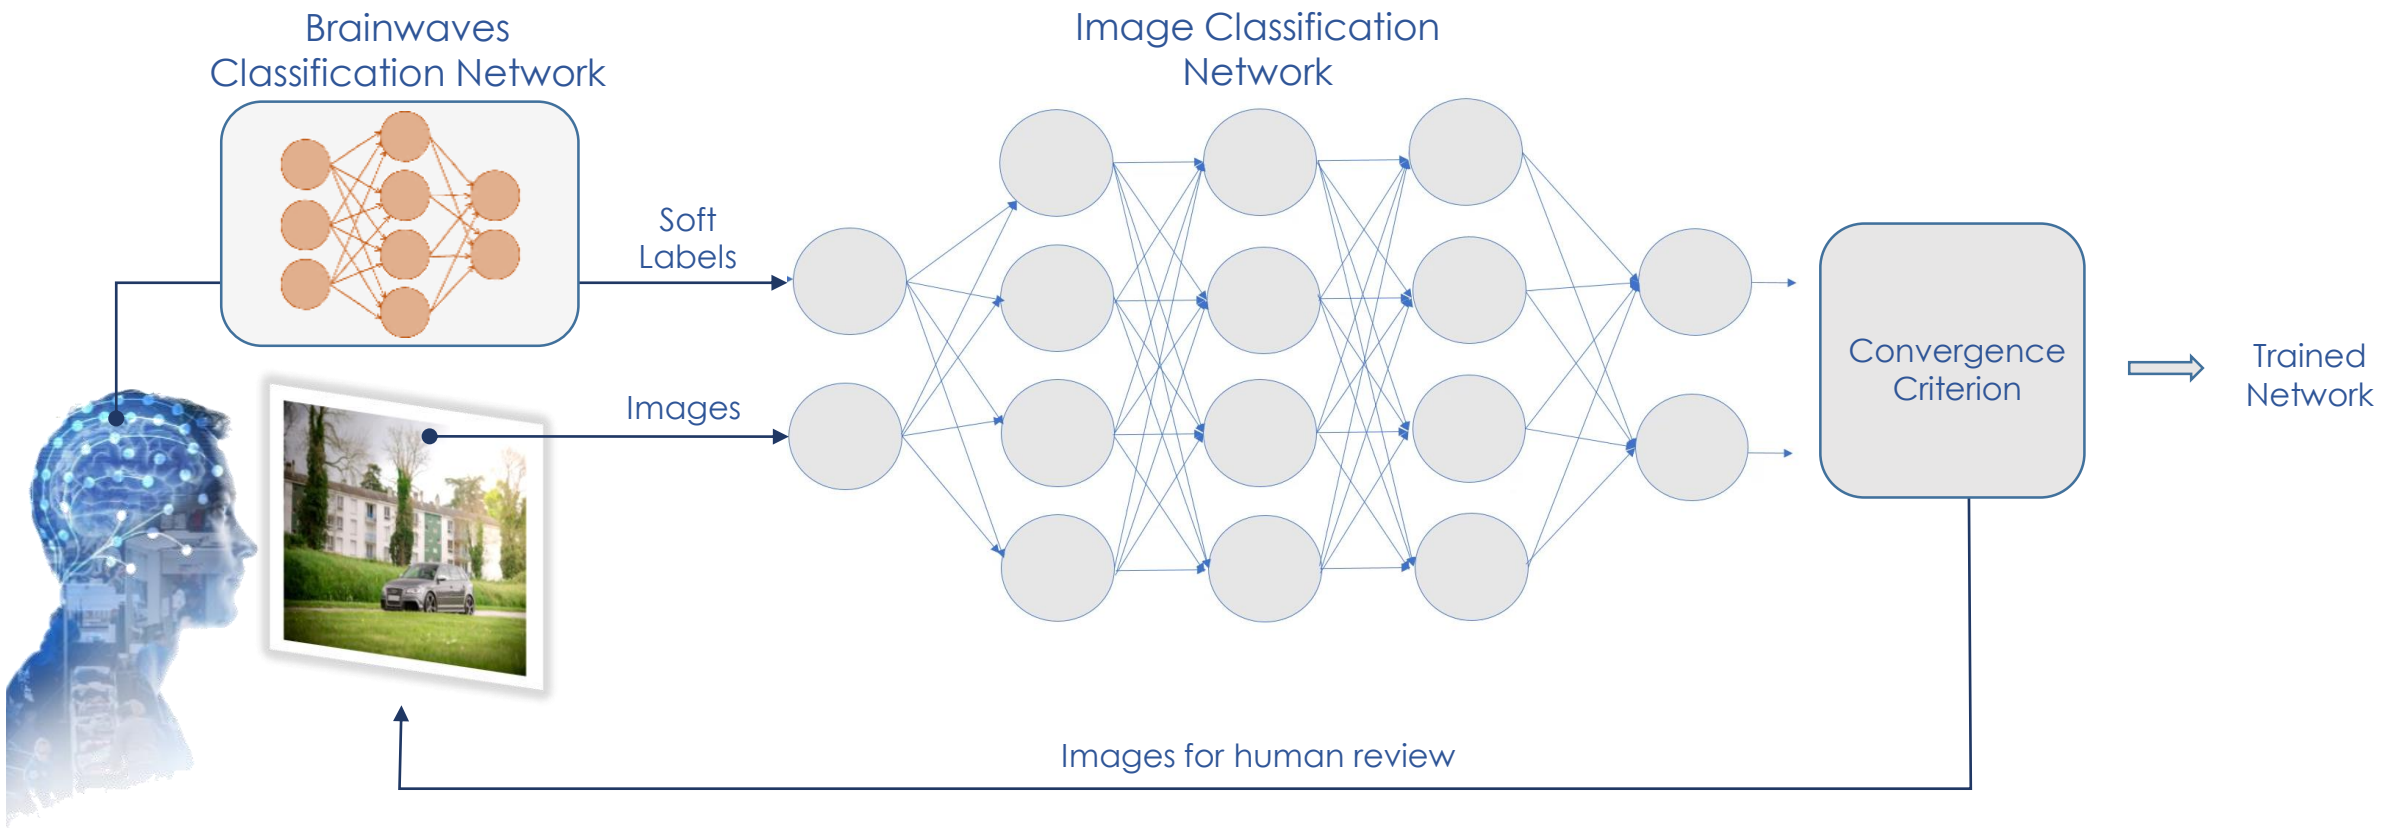 Brainwaves
Classification Network
Image Classification
Network
Soft
Labels
Images
Convergence
Criterion
Trained
Network
Images for human review